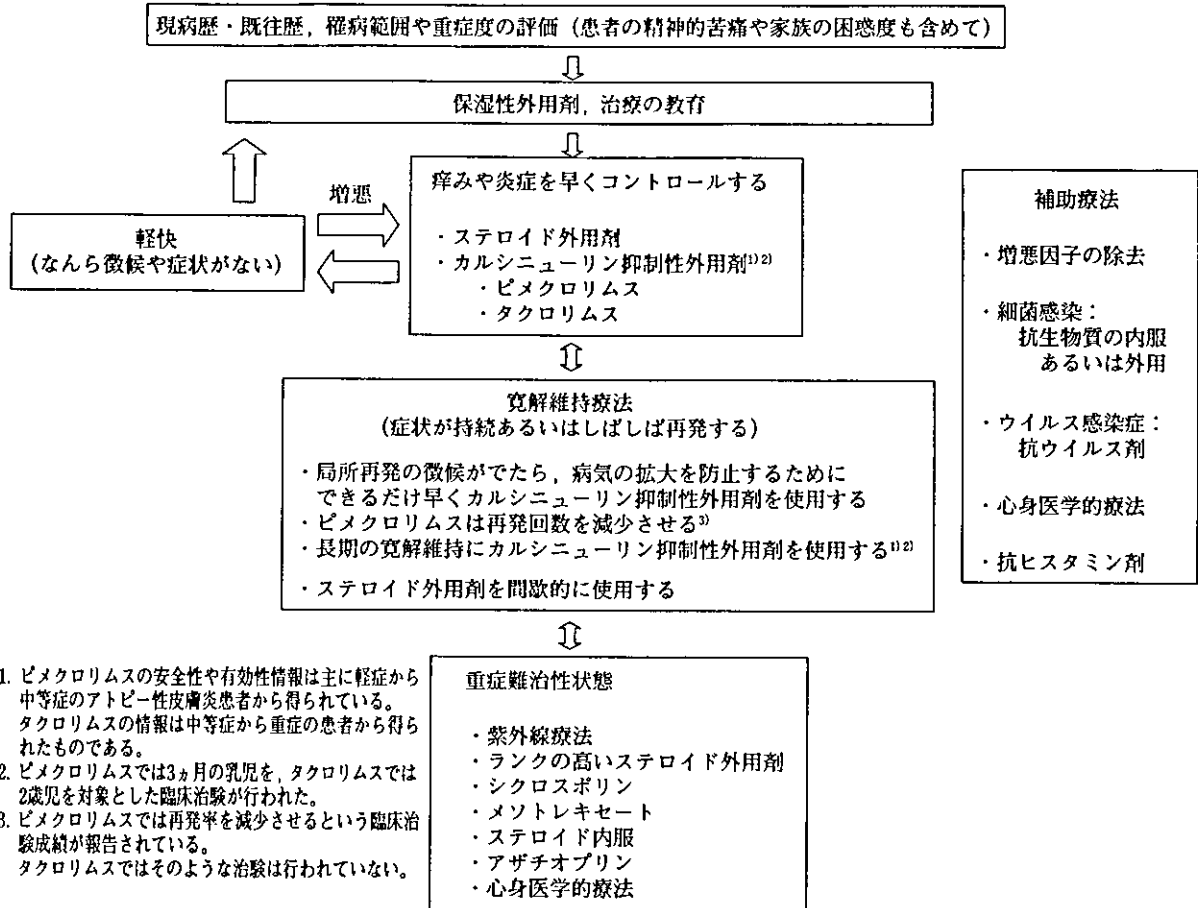 現病歴・既往歴，罹病範囲や重症度の評価（患者の精神的苦痛や家族の困惑度も含めて）
保湿性外用剤，治療の教育
増悪
軽快
(なんら徴候や症状がない)
痒みや炎症を早くコントロールする
・ステロイド外用剤
・カルシニューリン抑制性外用剤1)2)
・ピメクロリムス
・タクロリムス
寛解維持療法
(症状が持続あるいはしばしば再発する)
・局所再発の徴候がでたら，病気の拡大を防止するために
できるだけ早くカルシニューリン抑制性外用剤を使用する
・ピメクロリムスは再発回数を減少させる3)
・長期の寛解維持にカルシニューリン抑制性外用剤を使用する1)2)
・ステロイド外用剤を間歇的に使用する
重症難治性状態
・紫外線療法
・ランクの高いステロイド外用剤
・シクロスポリン
・メソトレキセート
・ステロイド内服
・アザチオプリン
・心身医学的療法
補助療法
・増悪因子の除去
・細菌感染：
抗生物質の内服
あるいは外用
・ウイルス感染症：
抗ウイルス剤
・心身医学的療法
・抗ヒスタミン剤
1. ピメクロリムスの安全性や有効性情報は主に軽症から
中等症のアトピー性皮膚炎患者から得られている。
タクロリムスの情報は中等症から重症の患者から得ら
れたものである。
2. ピメクロリムスでは3ヵ月の乳児を，タクロリムスでは
2歳児を対象とした臨床治験が行われた。
3. ピメクロリムスでは再発率を減少させるという臨床治
験成績が報告されている。
タクロリムスではそのような治験は行われていない。